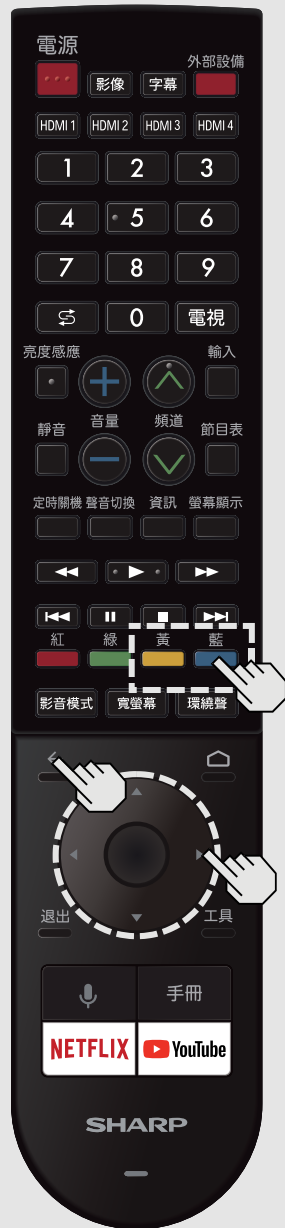 電源
外部設備
影像 字幕
HDMI 1 HDMI 2 HDMI 3 HDMI 4
1 2 3
4 5 6
7 8 9
0 電視
亮度感應 輸入
音量 頻道
靜音 節目表
定時關機 聲音切換 資訊 螢幕顯示
紅 綠 黃 藍
影音模式 寬螢幕 環繞聲
退出 工具
手冊
NETFLIX YouTube
SHARP